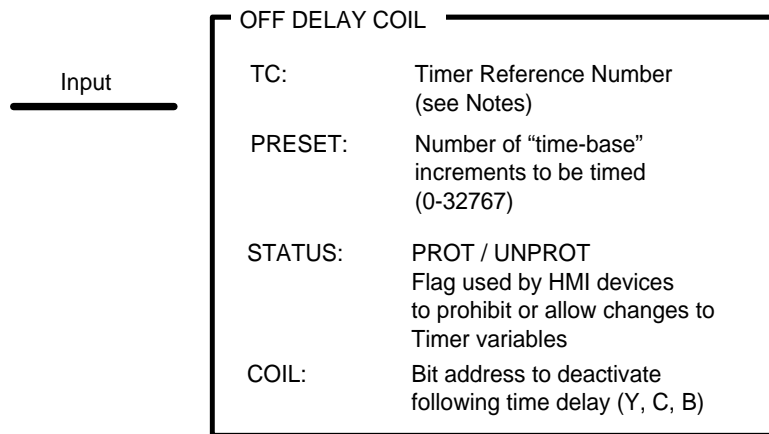 OFF DELAY COIL
Input
TC: Timer Reference Number
(see Notes)
PRESET: Number of “time-base”
increments to be timed
(0-32767)
STATUS: PROT / UNPROT
Flag used by HMI devices
to prohibit or allow changes to
Timer variables
COIL: Bit address to deactivate
following time delay (Y, C, B)